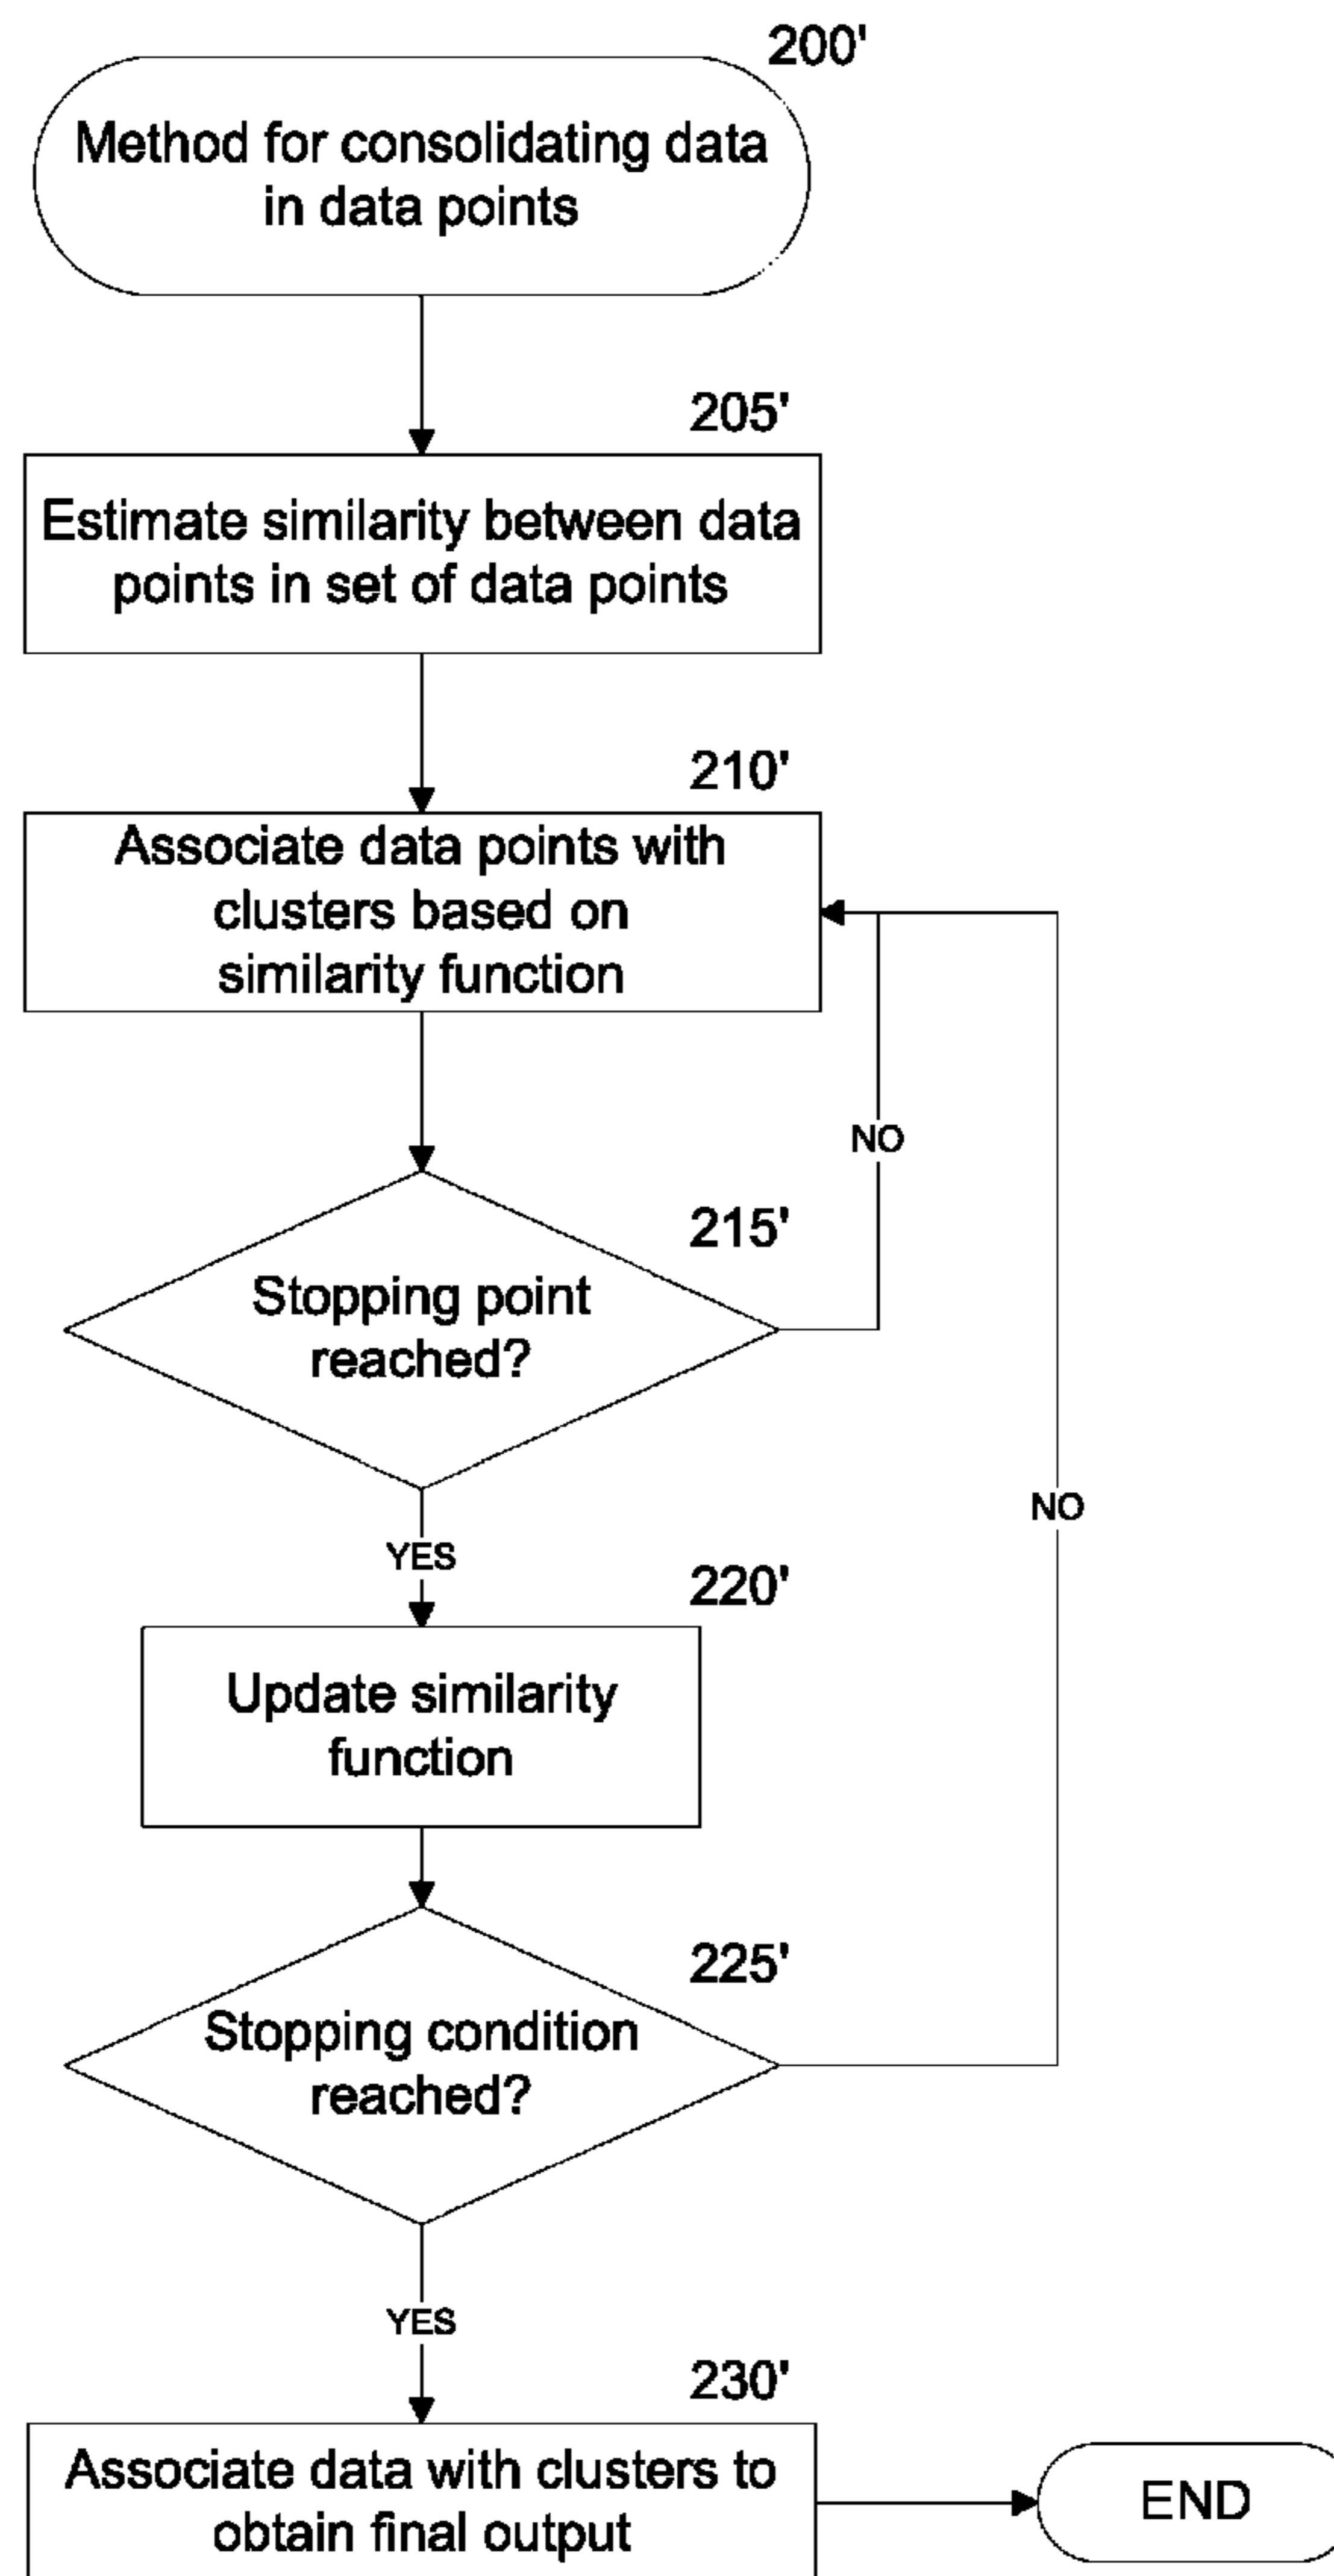 200'
Method for consolidating data
in data points
205'
Estimate similarity between data
points in set of data points
210'
Associate data points with
clusters based on
similarity function
NO
215'
Stopping point
reached?
NO
YES
220'
Update similarity
function
225'
Stopping condition
reached?
YES
230'
Associate data with clusters to
obtain final output
END